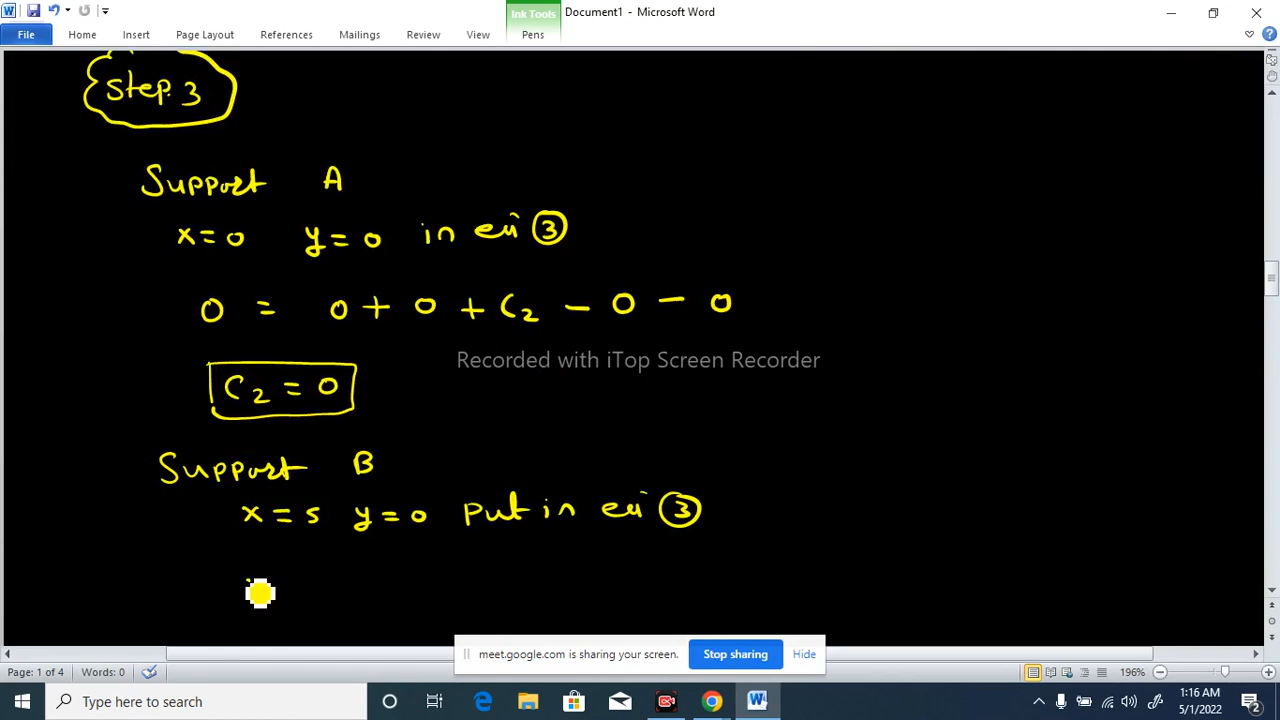 Ink Tools
Document1 - Microsoft Word
File Home Insert Page Layout References Mailings Review View Pens
Step 3
Support A
x=0 y=0 in en ③
0 = 0 + 0 + C₂ - 0 - 0
Recorded with iTop Screen Recorder
C₂ = 0
Support B
x=5 y=0 put in en ③
meet.google.com is sharing your screen. Stop sharing Hide
Page: 1 of 4 Words: 0 196%
Type here to search
1:16 AM
5/1/2022
2